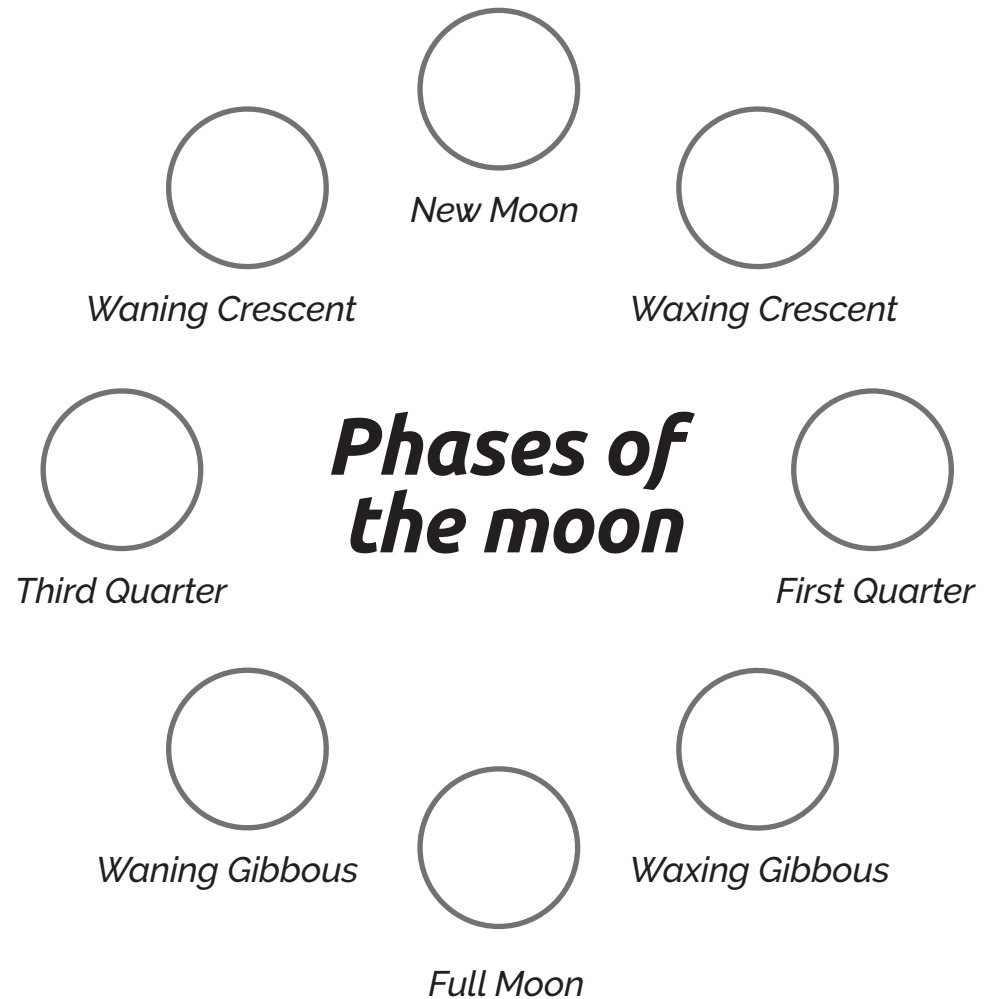 New Moon
Waning Crescent
Waxing Crescent
Phases of
the moon
Third Quarter
First Quarter
Waning Gibbous
Waxing Gibbous
Full Moon